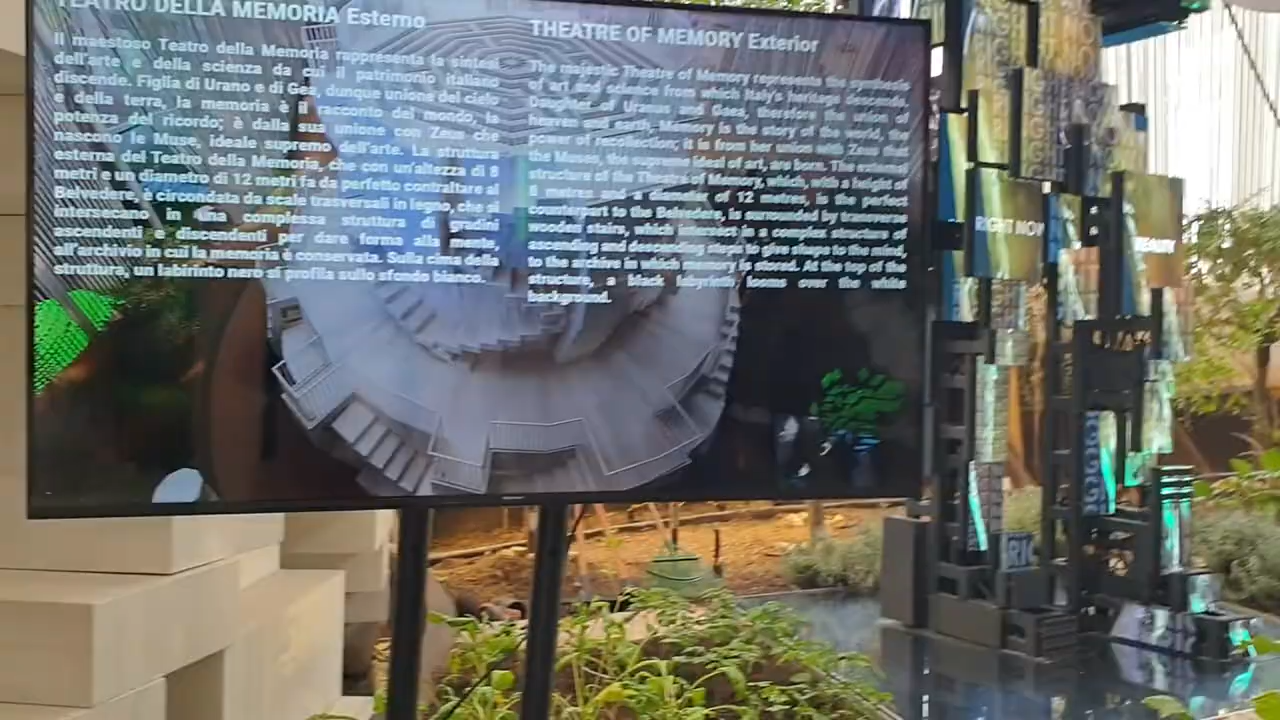 TEATRO DELLA MEMORIA Esterno
Il maestoso Teatro della Memoria rappresenta la sintesi
dell'arte e della scienza da cui il patrimonio italiano
discende. Figlia di Urano e di Gea, dunque unione del cielo
e della terra, la memoria è il racconto del mondo, la
potenza del ricordo; è dalla sua unione con Zeus che
nascono le Muse, ideale supremo dell'arte. La struttura
esterna del Teatro della Memoria, che con un'altezza di 8
metri e un diametro di 12 metri fa da perfetto contraltare al
Belvedere, è circondata da scale trasversali in legno, che si
intersecano in una complessa struttura di gradini
ascendenti e discendenti per dare forma alla mente,
all'archivio in cui la memoria è conservata. Sulla cima della
struttura, un labirinto nero si profila sullo sfondo bianco.
THEATRE OF MEMORY Exterior
The majestic Theatre of Memory represents the synthesis
of art and science from which Italy's heritage descends.
Daughter of Uranus and Gaea, therefore the union of
heaven and earth, Memory is the story of the world, the
power of recollection; it is from her union with Zeus that
the Muses, the supreme ideal of art, are born. The external
structure of the Theatre of Memory, which, with a height of
8 metres and a diameter of 12 metres, is the perfect
counterpart to the Belvedere, is surrounded by transverse
wooden stairs, which intersect in a complex structure of
ascending and descending steps to give shape to the mind,
to the archive in which memory is stored. At the top of the
structure, a black labyrinth looms over the white
background.
RIGHT NOW
READY